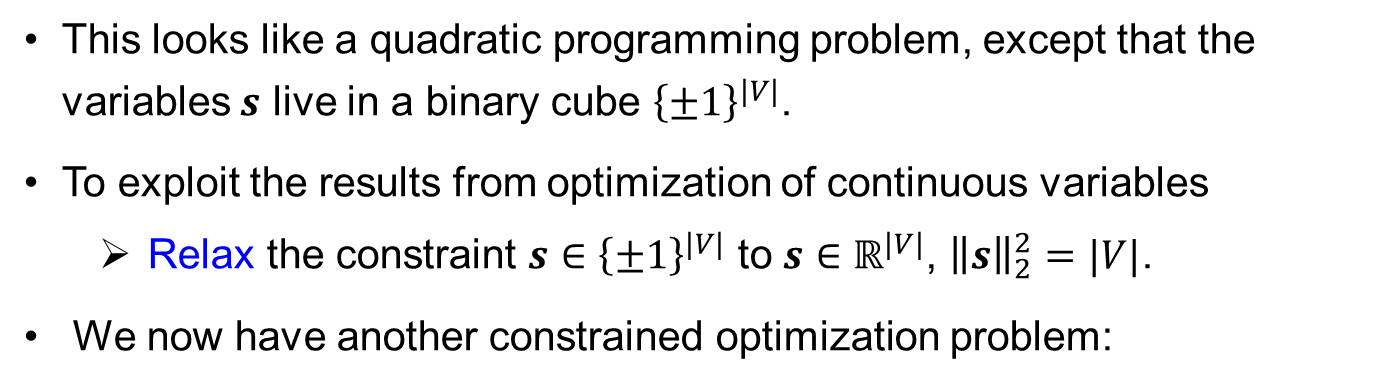 • This looks like a quadratic programming problem, except that the
variables 𝒔 live in a binary cube {±1}^|𝑉|.
• To exploit the results from optimization of continuous variables
➢ Relax the constraint 𝒔 ∈ {±1}^|𝑉| to 𝒔 ∈ ℝ^|𝑉|, ‖𝒔‖₂² = |𝑉|.
• We now have another constrained optimization problem: